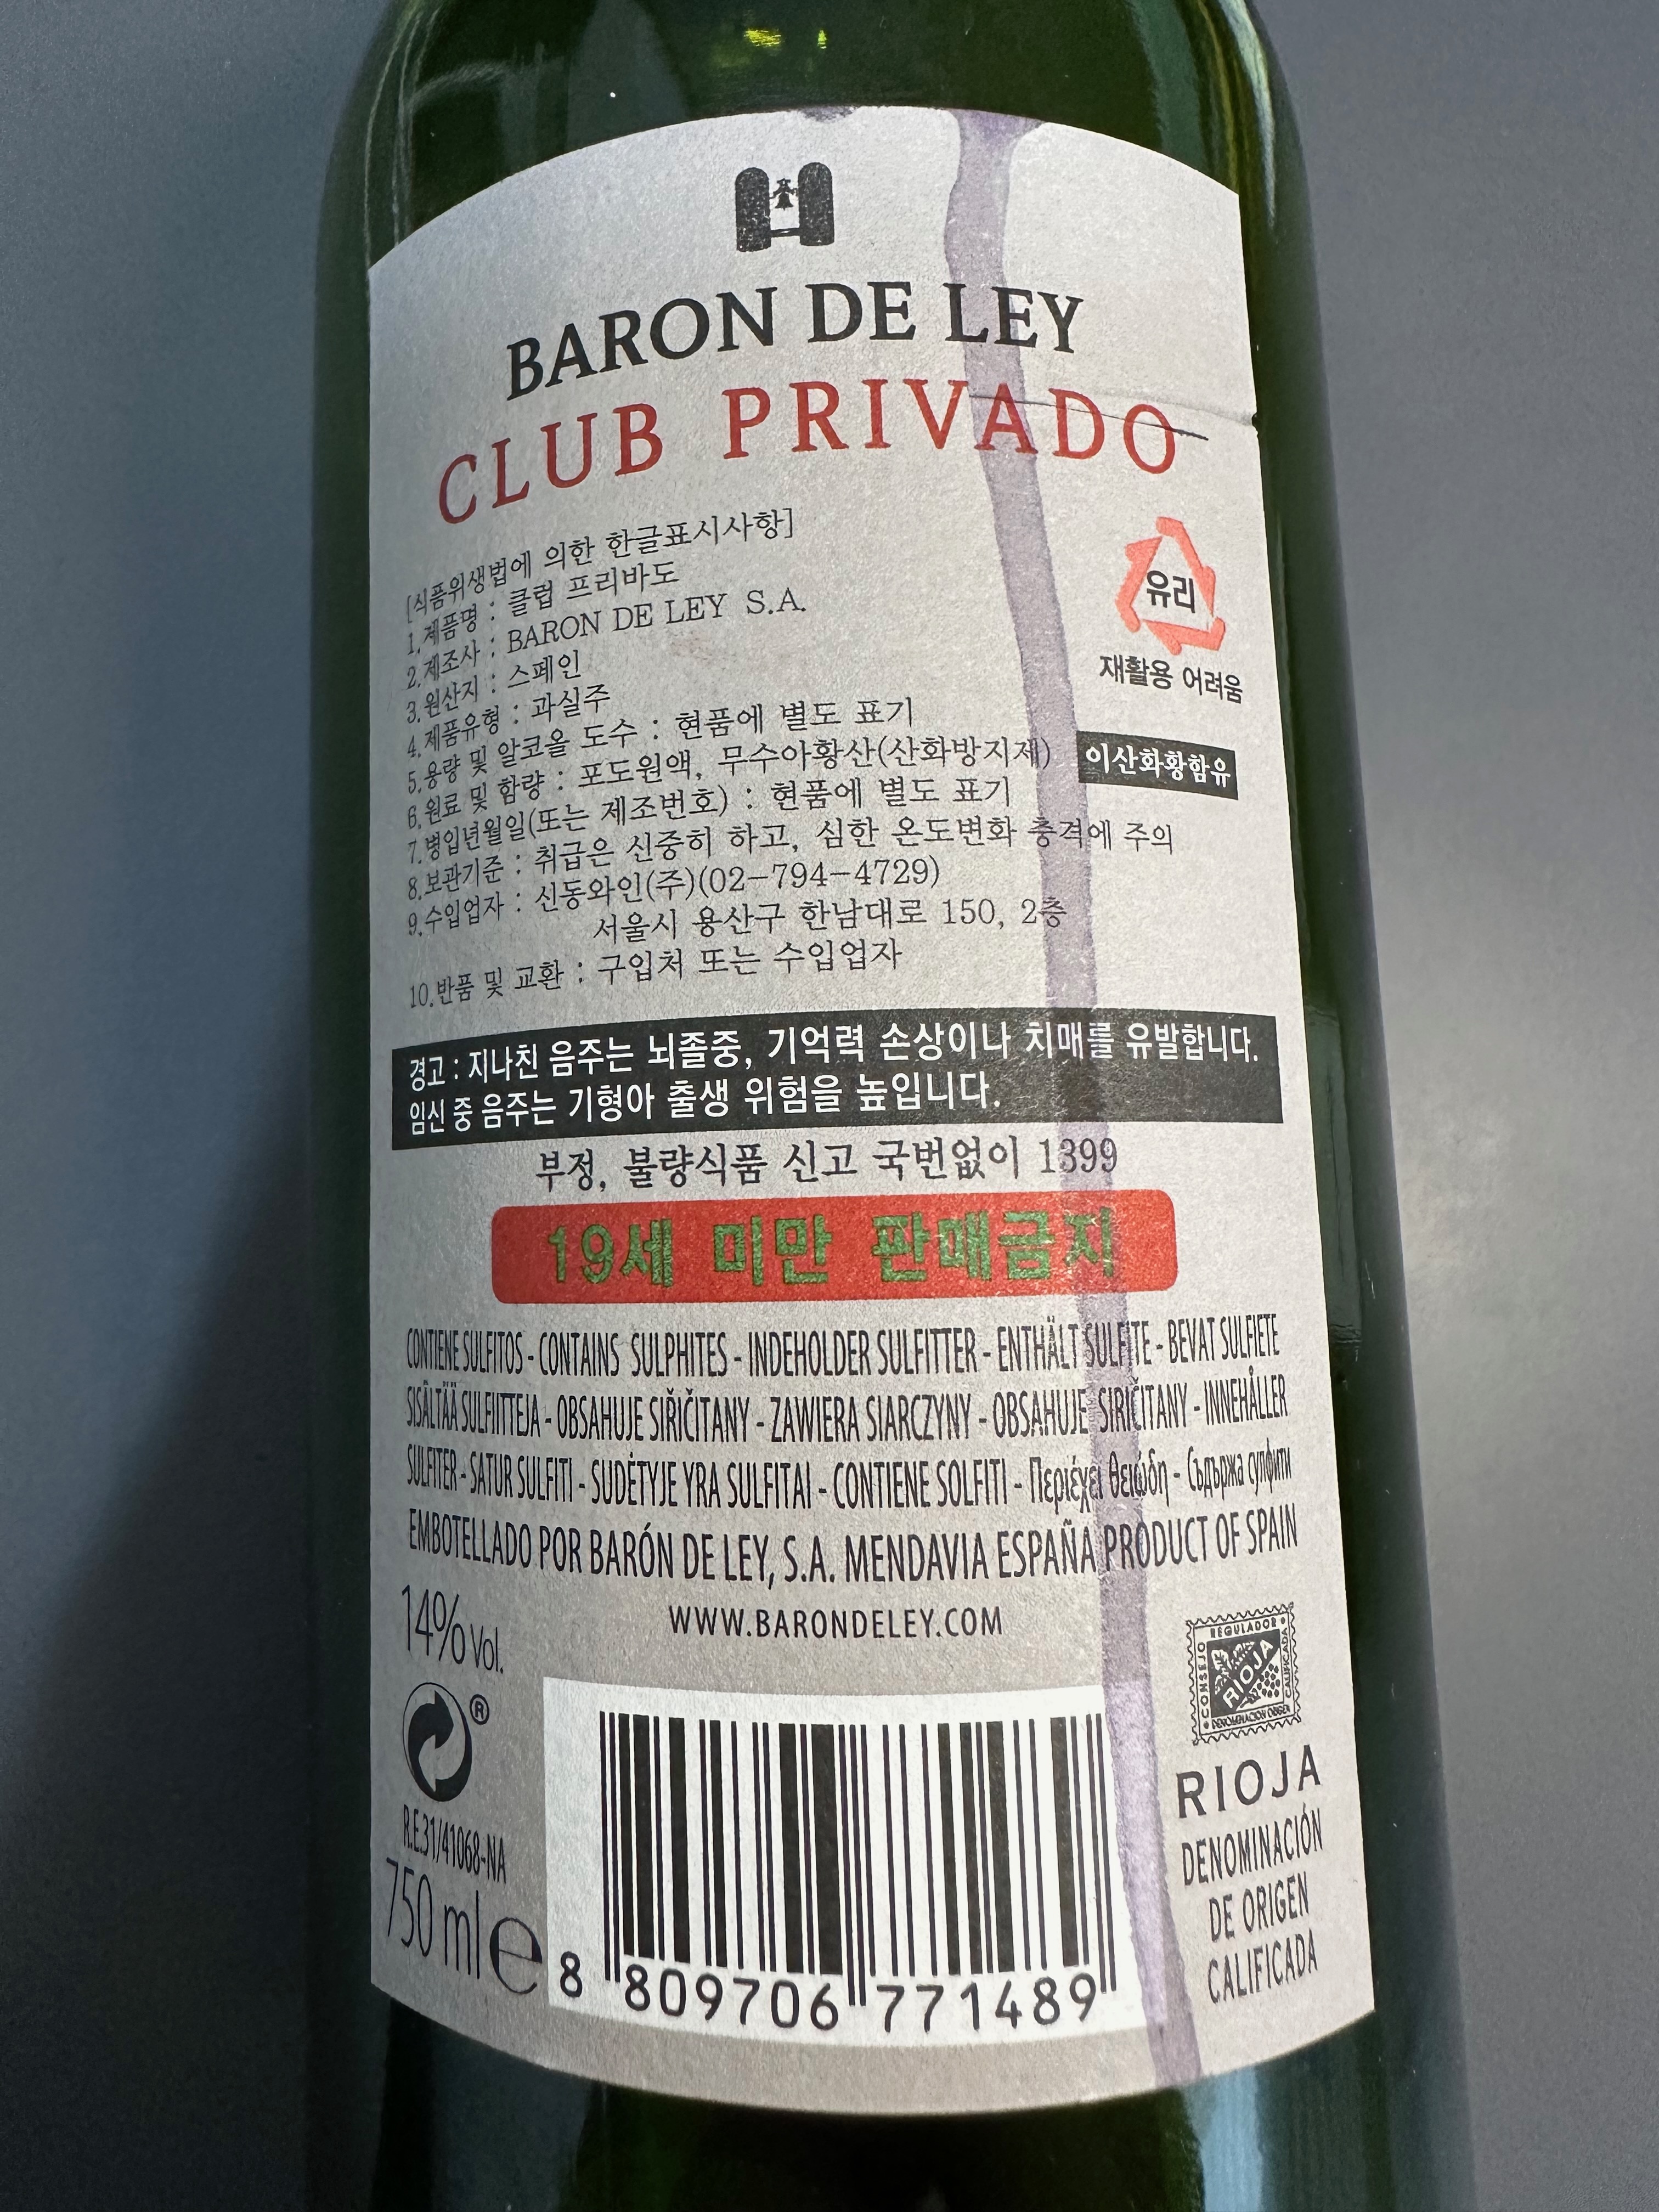 BARON DE LEY
CLUB PRIVADO
[식품위생법에 의한 한글표시사항]
1.제품명 : 클럽 프리바도
2.제조사 : BARON DE LEY S.A.
3.원산지 : 스페인
4.제품유형 : 과실주
5.용량 및 알코올 도수 : 현품에 별도 표기
6.원료 및 함량 : 포도원액, 무수아황산(산화방지제)
7.병입년월일(또는 제조번호) : 현품에 별도 표기
8.보관기준 : 취급은 신중히 하고, 심한 온도변화 충격에 주의
9.수입업자 : 신동와인(주)(02-794-4729)
서울시 용산구 한남대로 150, 2층
10.반품 및 교환 : 구입처 또는 수입업자
유리
재활용 어려움
이산화황함유
경고 : 지나친 음주는 뇌졸중, 기억력 손상이나 치매를 유발합니다.
임신 중 음주는 기형아 출생 위험을 높입니다.
부정, 불량식품 신고 국번없이 1399
19세 미만 판매금지
CONTIENE SULFITOS - CONTAINS SULPHITES - INDEHOLDER SULFITTER - ENTHÄLT SULFITE - BEVAT SULFIETE
SISÄLTÄÄ SULFIITTEJA - OBSAHUJE SIŘIČITANY - ZAWIERA SIARCZYNY - OBSAHUJE SIRIČITANY - INNEHÅLLER
SULFITER - SATUR SULFITI - SUDĖTYJE YRA SULFITAI - CONTIENE SOLFITI - Περιέχει θειώδη - Съдържа сулфити
EMBOTELLADO POR BARÓN DE LEY, S.A. MENDAVIA ESPAÑA PRODUCT OF SPAIN
WWW.BARONDELEY.COM
14% Vol.
®
R.E.31/41068-NA
750 ml e
8 809706 771489
CONSEJO REGULADOR
RIOJA
DENOMINACION ORIGEN
CALIFICADA
RIOJA
DENOMINACIÓN
DE ORIGEN
CALIFICADA